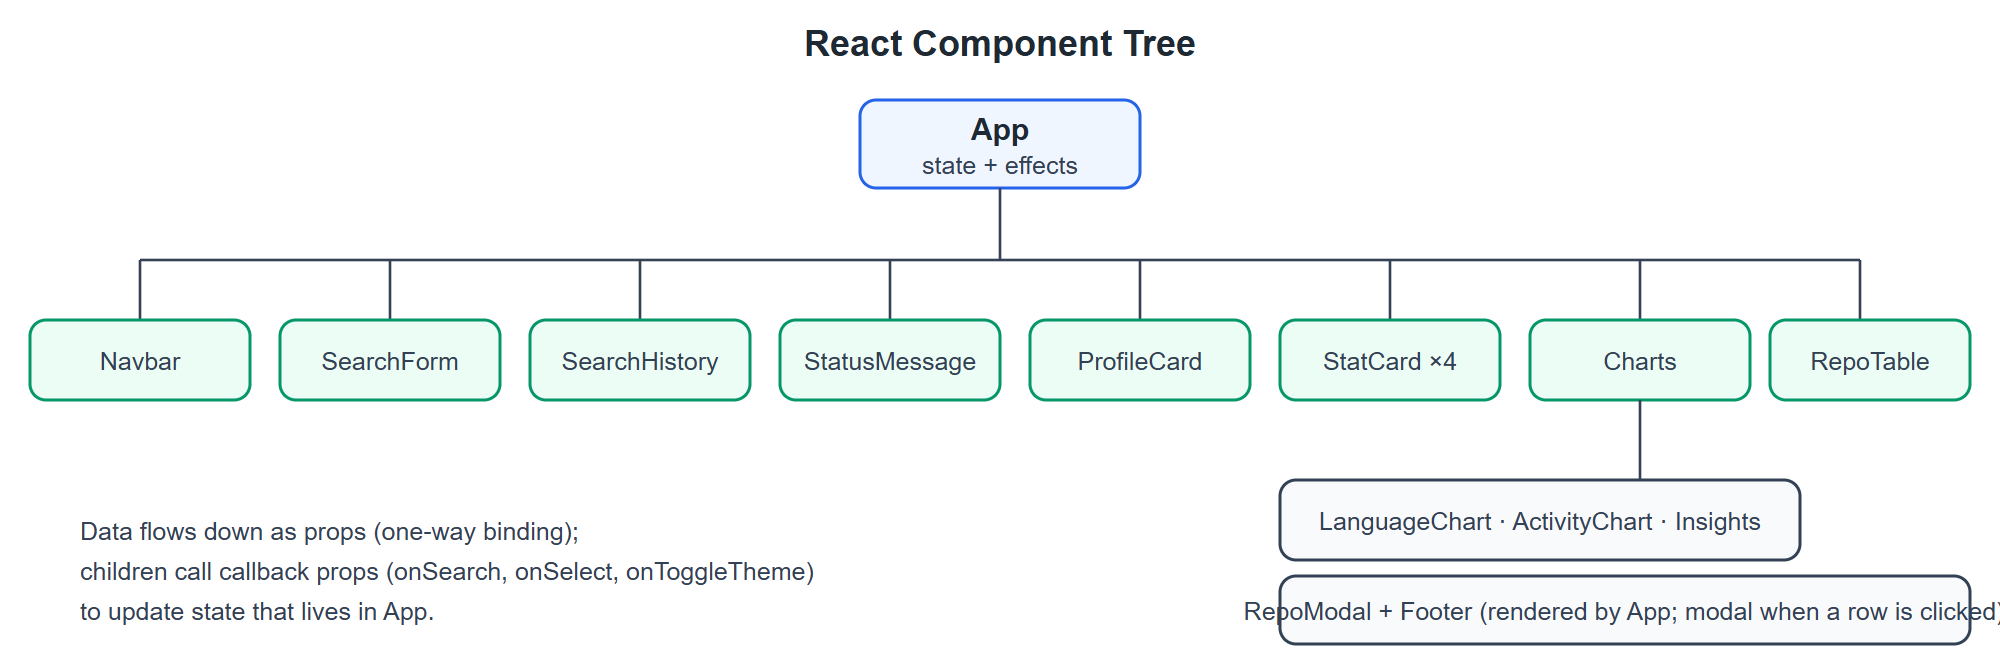 React Component Tree
App
state + effects
Navbar
SearchForm
SearchHistory
StatusMessage
ProfileCard
StatCard ×4
Charts
RepoTable
LanguageChart · ActivityChart · Insights
Data flows down as props (one-way binding);
children call callback props (onSearch, onSelect, onToggleTheme)
to update state that lives in App.
RepoModal + Footer (rendered by App; modal when a row is clicked)